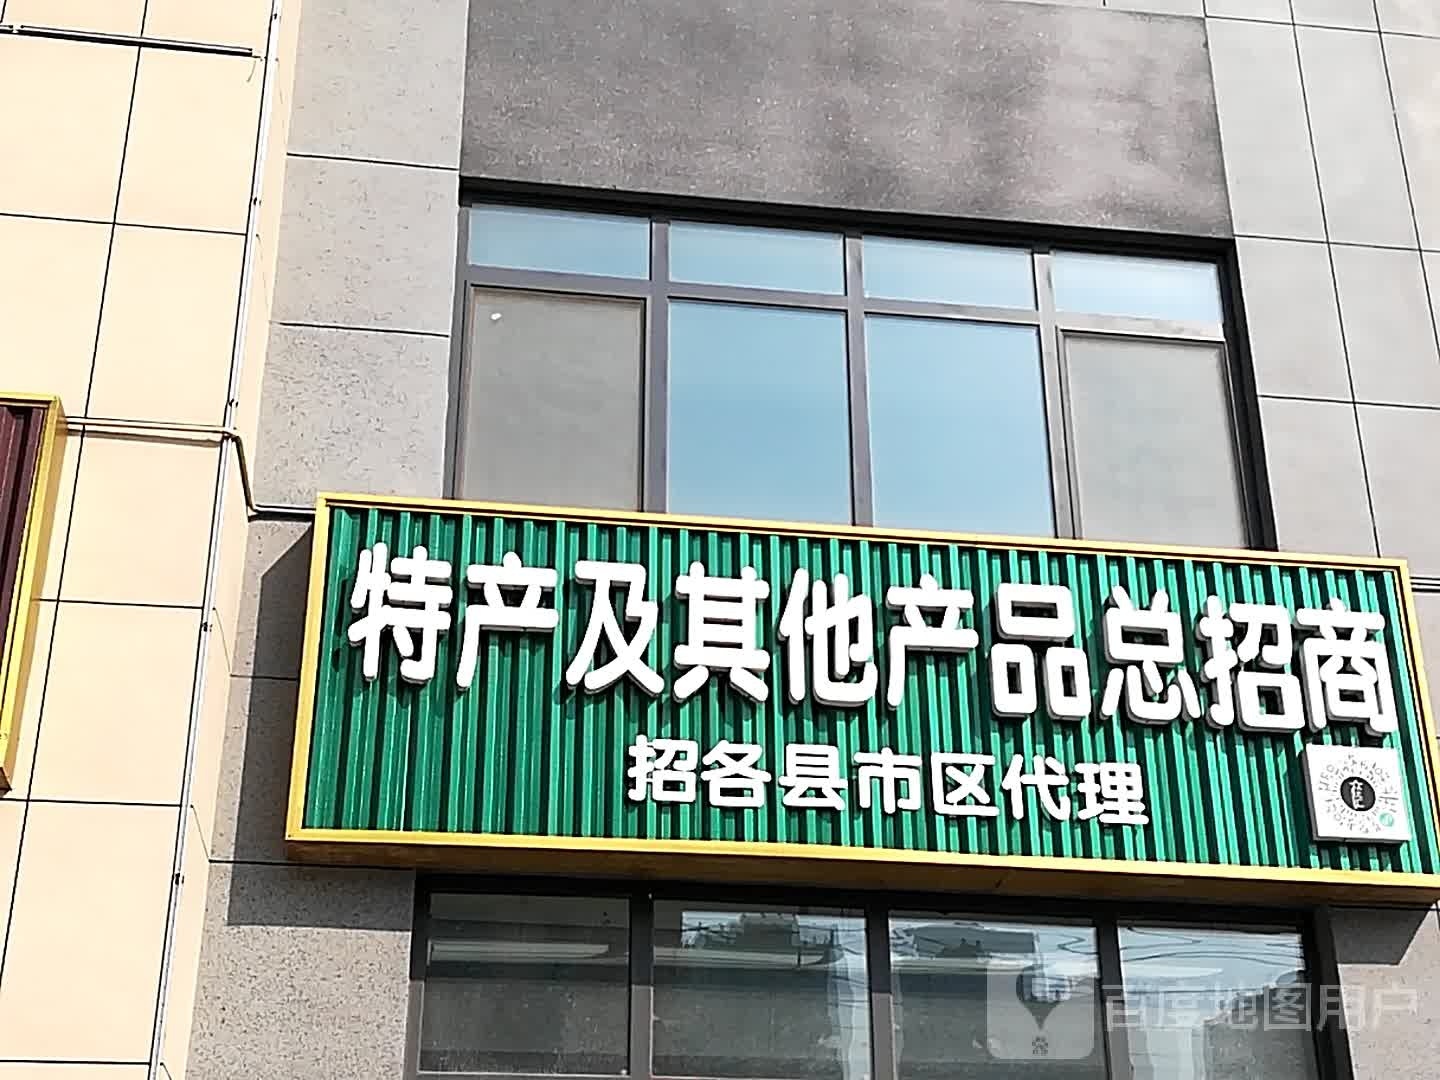 特产及其他产品总招商
招各县市区代理
百度地图用户